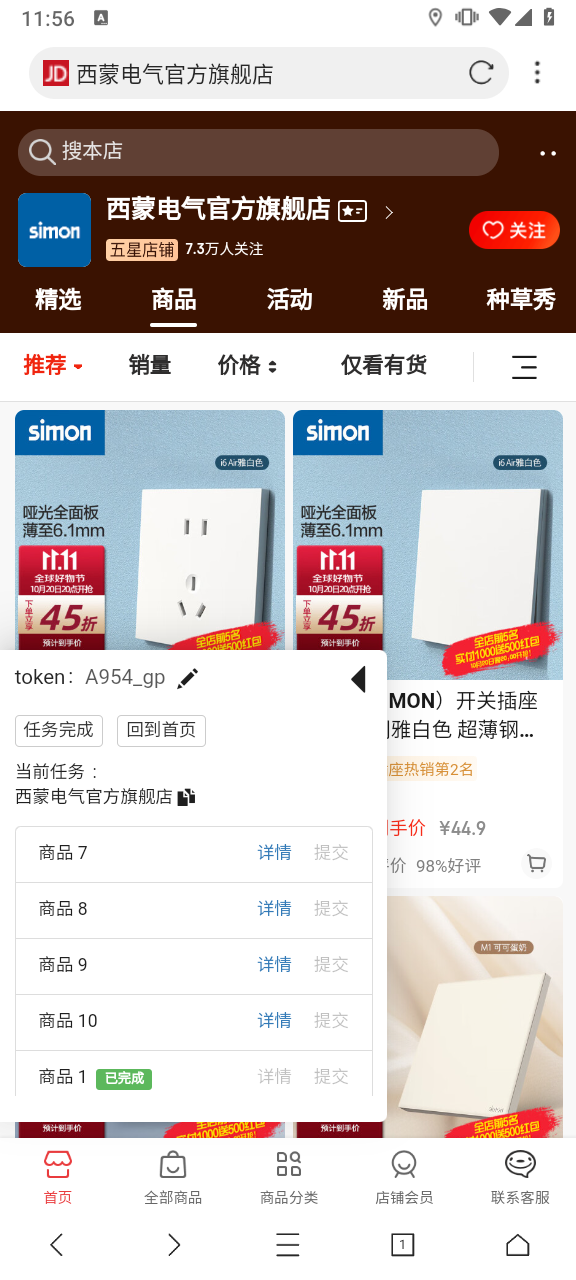 11:56
A
JD 西蒙电气官方旗舰店
搜本店
simon
西蒙电气官方旗舰店
五星店铺 7.3万人关注
关注
精选 商品 活动 新品 种草秀
推荐 销量 价格 仅看有货
simon
i6 Air雅白色
哑光全面板
薄至6.1mm
11.11
全球好物节
10月20日20点开抢
下单立享 45折
预计到手价
全店前5名
simon
i6 Air雅白色
哑光全面板
薄至6.1mm
11.11
全球好物节
10月20日20点开抢
下单立享 45折
预计到手价
全店前5名
实付1000送500红包
token: A954_gp
任务完成 回到首页
当前任务：
西蒙电气官方旗舰店
商品 7 详情 提交
商品 8 详情 提交
商品 9 详情 提交
商品 10 详情 提交
商品 1 已完成 详情 提交
MON）开关插座
雅白色 超薄钢...
座热销第2名
手价 ¥44.9
价 98%好评
M1 可可蛋奶
全店前5名
实付1000送500红包
预计到手价
预计到手价
首页 全部商品 商品分类 店铺会员 联系客服
1